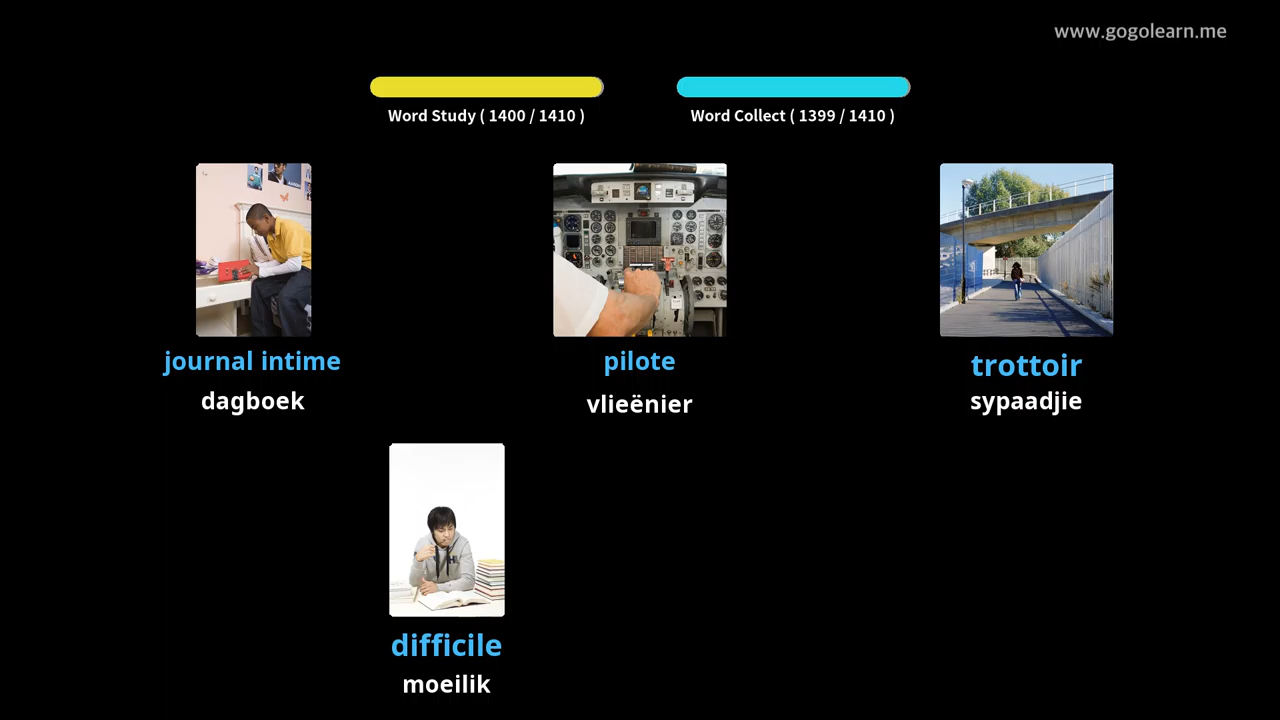 www.gogolearn.me
Word Study ( 1400 / 1410 )
Word Collect ( 1399 / 1410 )
journal intime
dagboek
pilote
vlieënier
trottoir
sypaadjie
difficile
moeilik